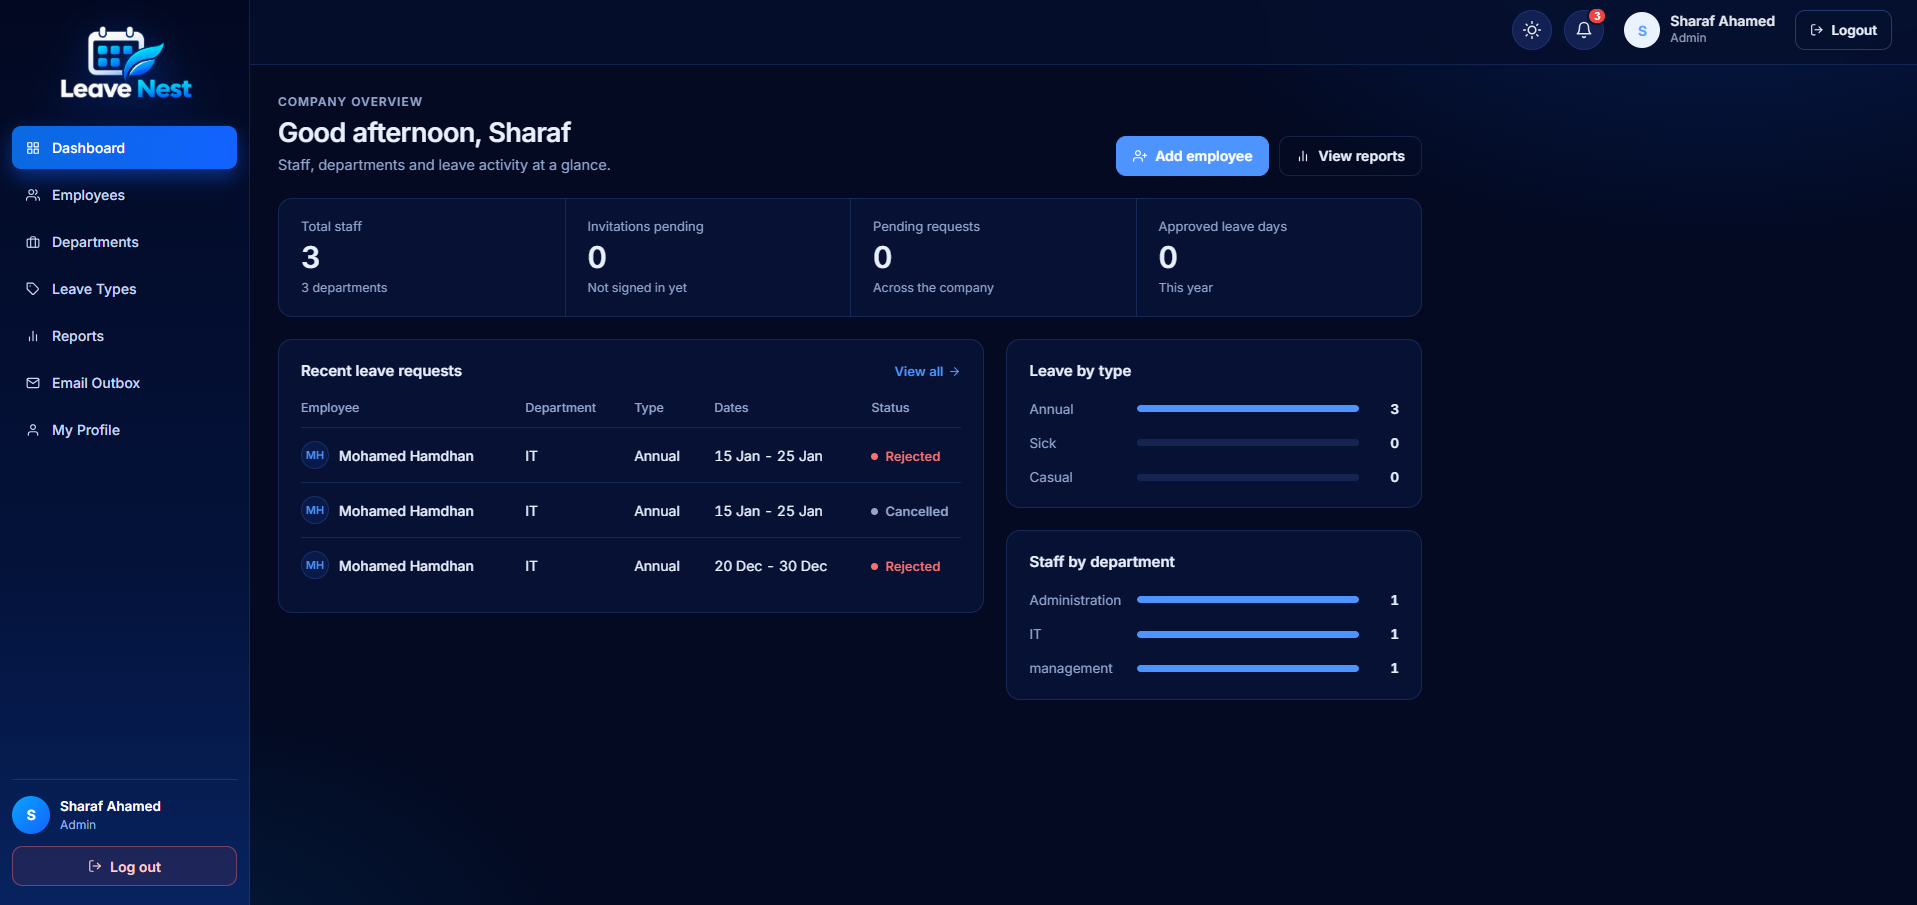 Leave Nest
Dashboard
Employees
Departments
Leave Types
Reports
Email Outbox
My Profile
S
Sharaf Ahamed
Admin
Log out
3
S
Sharaf Ahamed
Admin
Logout
COMPANY OVERVIEW
Good afternoon, Sharaf
Staff, departments and leave activity at a glance.
Add employee
View reports
Total staff
3
3 departments
Invitations pending
0
Not signed in yet
Pending requests
0
Across the company
Approved leave days
0
This year
Recent leave requests
View all →
Employee Department Type Dates Status
MH Mohamed Hamdhan IT Annual 15 Jan - 25 Jan Rejected
MH Mohamed Hamdhan IT Annual 15 Jan - 25 Jan Cancelled
MH Mohamed Hamdhan IT Annual 20 Dec - 30 Dec Rejected
Leave by type
Annual 3
Sick 0
Casual 0
Staff by department
Administration 1
IT 1
management 1